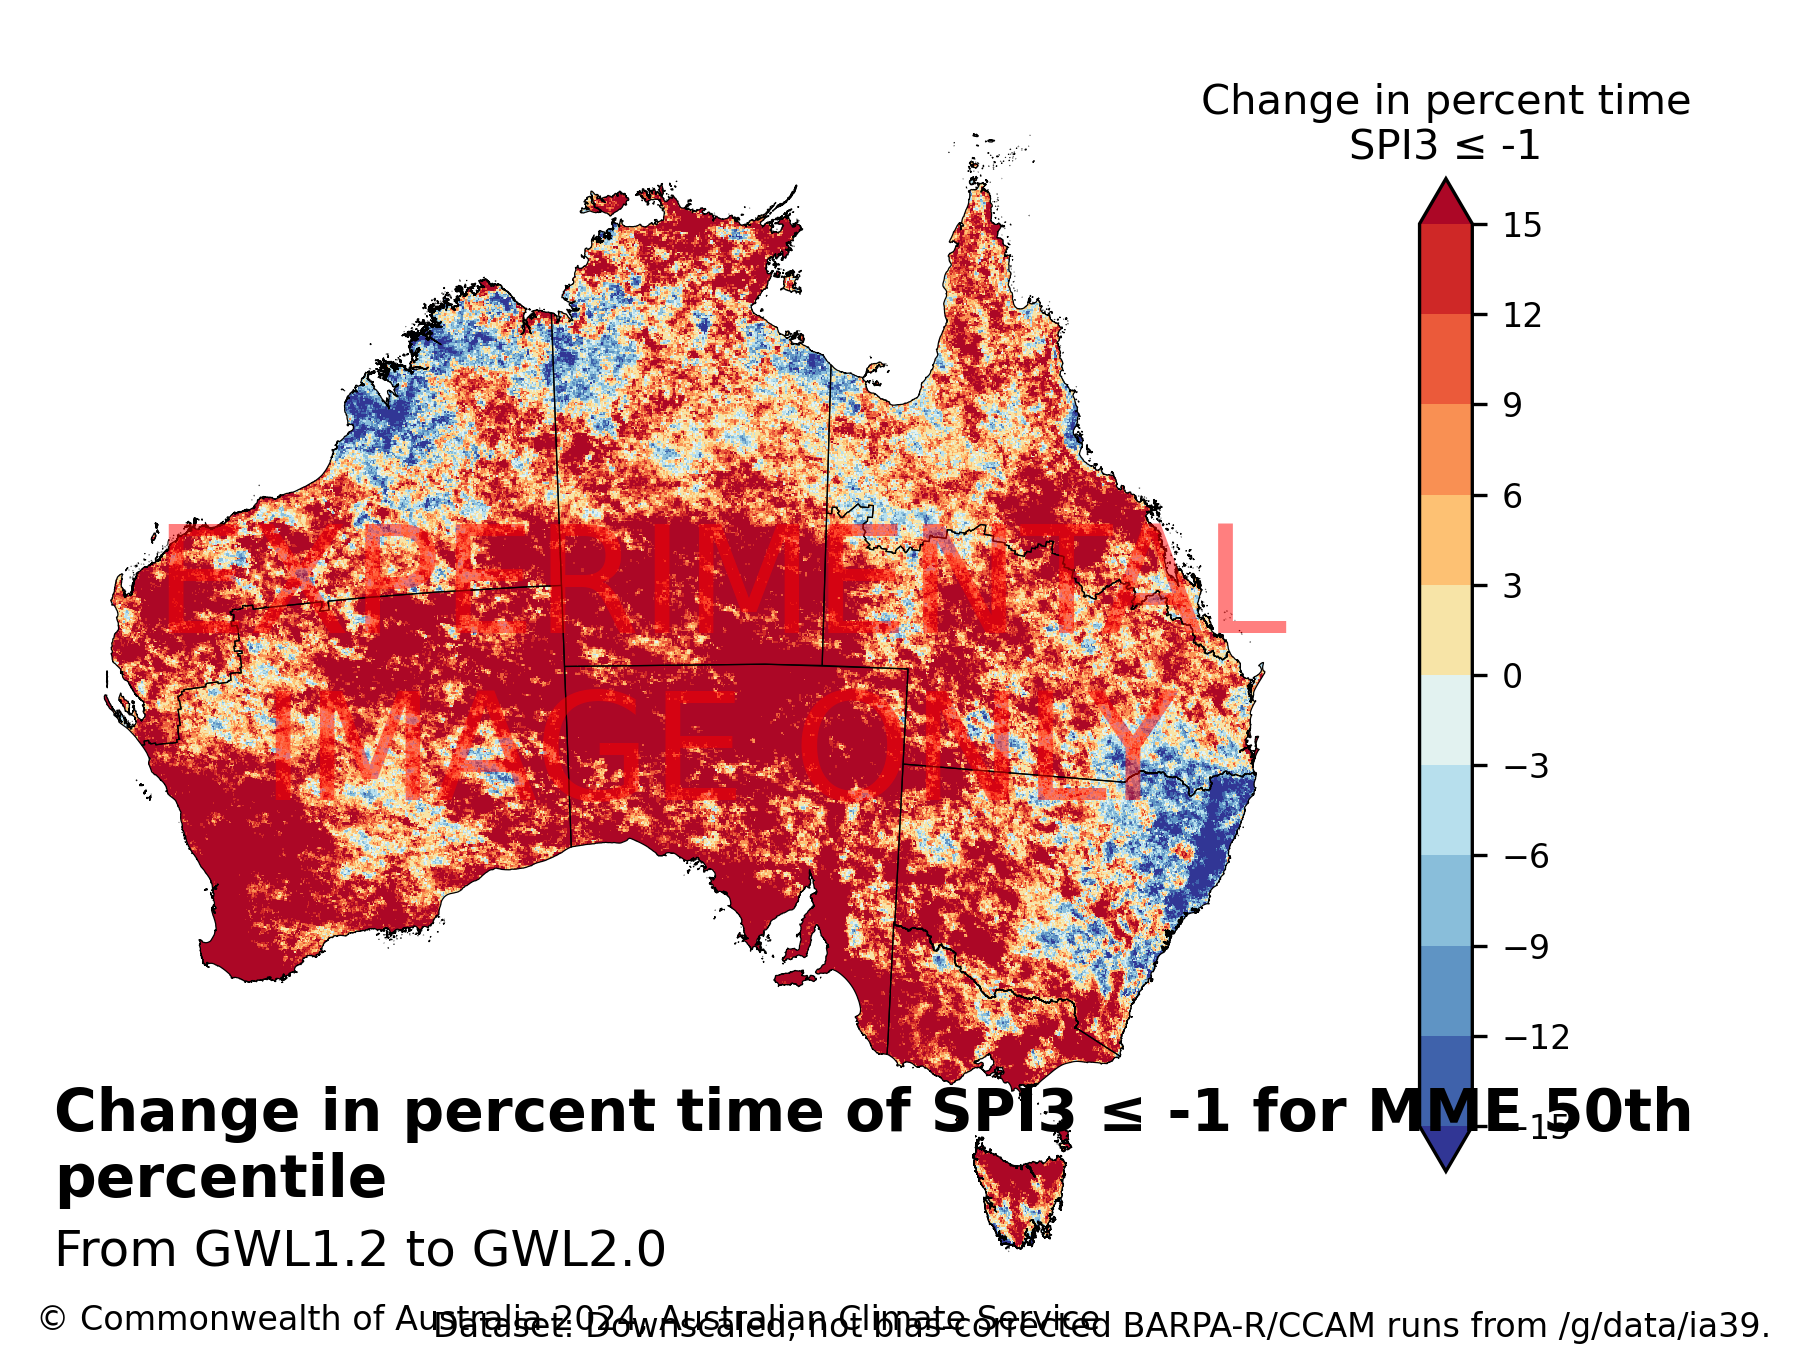 Change in percent time
SPI3 ≤ -1
15
12
9
6
3
0
−3
−6
−9
−12
−15
EXPERIMENTAL
IMAGE ONLY
Change in percent time of SPI3 ≤ -1 for MME 50th
percentile
From GWL1.2 to GWL2.0
© Commonwealth of Australia 2024, Australian Climate Service
Dataset: Downscaled, not bias-corrected BARPA-R/CCAM runs from /g/data/ia39.